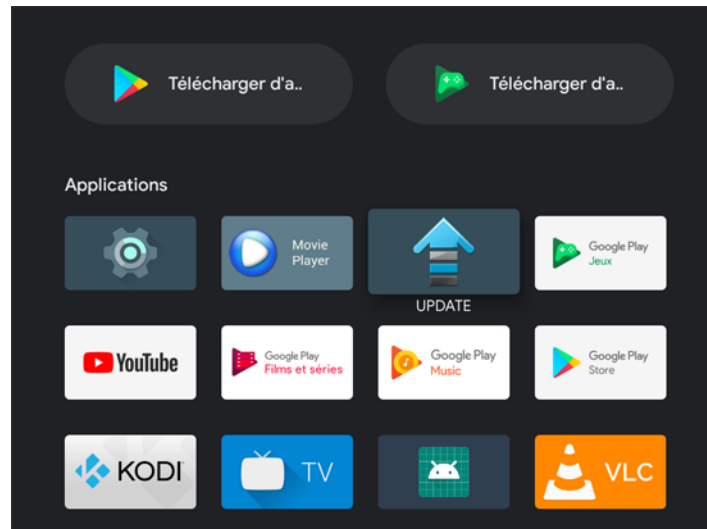 Télécharger d'a..
Télécharger d'a..
Applications
Movie
Player
Google Play
Jeux
UPDATE
YouTube
Google Play
Films et séries
Google Play
Music
Google Play
Store
KODI
TV
VLC